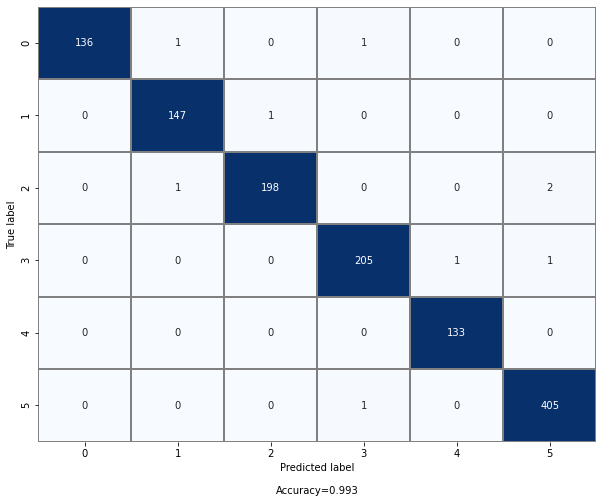 0 136 1 0 1 0 0
1 0 147 1 0 0 0
2 0 1 198 0 0 2
True label
3 0 0 0 205 1 1
4 0 0 0 0 133 0
5 0 0 0 1 0 405
0 1 2 3 4 5
Predicted label
Accuracy=0.993